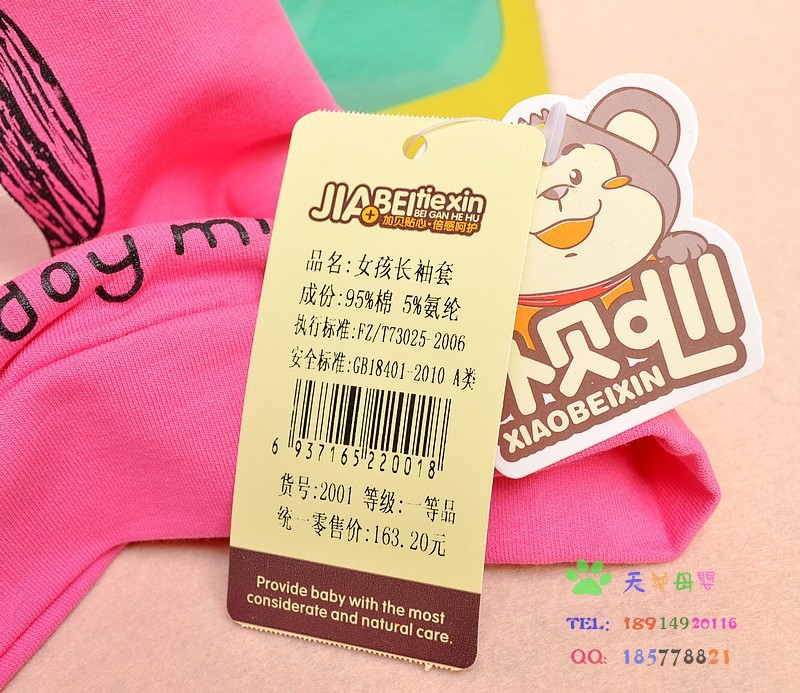 doy mi
JIABEItiexin
BEI GAN HE HU
加贝贴心·倍感呵护
品名:女孩长袖套
成份:95%棉 5%氨纶
执行标准:FZ/T73025-2006
安全标准:GB18401-2010 A类
6 937165 220018
货号:2001 等级:一等品
统一零售价:163.20元
Provide baby with the most
considerate and natural care.
小贝心
XIAOBEIXIN
天英母婴
TEL: 18914920116
QQ: 185778821